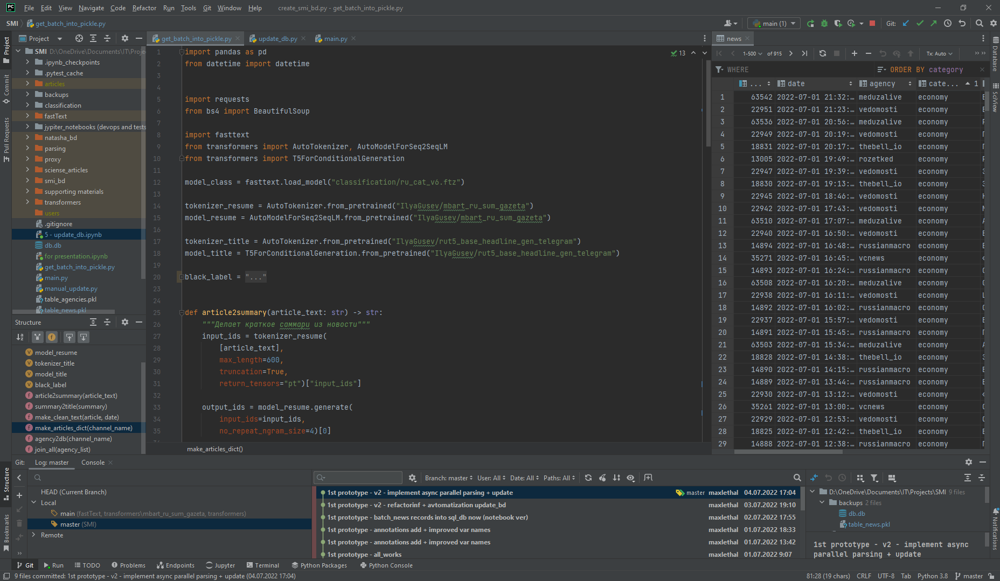 PC File Edit View Navigate Code Refactor Run Tools Git Window Help create_smi_bd.py - get_batch_into_pickle.py
SMI get_batch_into_pickle.py main (1) Git:
Project
SMI D:\OneDrive\Documents\IT\Proje
.ipynb_checkpoints
.pytest_cache
articles
backups
classification
fastText
jypiter_notebooks (devops and tests
natasha_bd
parsing
proxy
sciense_articles
smi_bd
supporting materials
transformers
users
.gitignore
5 - update_db.ipynb
db.db
for presentation.ipynb
get_batch_into_pickle.py
main.py
manual_update.py
table_agencies.pkl
table_news.pkl
Structure
model_resume
tokenizer_title
model_title
black_label
article2summary(article_text)
summary2title(summary)
make_clean_text(article, date)
make_articles_dict(channel_name)
agency2db(channel_name)
join_all(agency_list)
Project
Commit
Pull Requests
Structure
Bookmarks
get_batch_into_pickle.py update_db.py main.py
13
1 import pandas as pd
2 from datetime import datetime
3
4
5 import requests
6 from bs4 import BeautifulSoup
7
8 import fasttext
9 from transformers import AutoTokenizer, AutoModelForSeq2SeqLM
10 from transformers import T5ForConditionalGeneration
11
12 model_class = fasttext.load_model("classification/ru_cat_v6.ftz")
13
14 tokenizer_resume = AutoTokenizer.from_pretrained("IlyaGusev/mbart_ru_sum_gazeta")
15 model_resume = AutoModelForSeq2SeqLM.from_pretrained("IlyaGusev/mbart_ru_sum_gazeta")
16
17 tokenizer_title = AutoTokenizer.from_pretrained("IlyaGusev/rut5_base_headline_gen_telegram")
18 model_title = T5ForConditionalGeneration.from_pretrained("IlyaGusev/rut5_base_headline_gen_telegram")
19
20 black_label = "..."
23
24
25 def article2summary(article_text: str) -> str:
26 """Делает краткое саммари из новости"""
27 input_ids = tokenizer_resume(
28 [article_text],
29 max_length=600,
30 truncation=True,
31 return_tensors="pt")["input_ids"]
32
33 output_ids = model_resume.generate(
34 input_ids=input_ids,
35 no_repeat_ngram_size=4)[0]
make_articles_dict()
news
1-500 of 915 Tx: Auto
WHERE ORDER BY category
... date agency cate... 1
1 63542 2022-07-01 21:32:… meduzalive economy
2 22951 2022-07-01 21:23:… vedomosti economy
3 63536 2022-07-01 20:56:… meduzalive economy
4 22949 2022-07-01 20:19:… vedomosti economy
5 18831 2022-07-01 20:17:… thebell_io economy
6 13005 2022-07-01 19:49:… rozetked economy
7 22947 2022-07-01 19:39:… vedomosti economy
8 18830 2022-07-01 19:13:… thebell_io economy
9 22945 2022-07-01 18:46:… vedomosti economy
10 22942 2022-07-01 17:43:… vedomosti economy
11 63510 2022-07-01 17:07:… meduzalive economy
12 22940 2022-07-01 16:50:… vedomosti economy
13 14894 2022-07-01 16:48:… russianmacro economy
14 35271 2022-07-01 16:45:… vcnews economy
15 14893 2022-07-01 16:24:… russianmacro economy
16 63508 2022-07-01 16:20:… meduzalive economy
17 22938 2022-07-01 16:11:… vedomosti economy
18 14892 2022-07-01 16:02:… russianmacro economy
19 22937 2022-07-01 15:57:… vedomosti economy
20 14891 2022-07-01 15:45:… russianmacro economy
21 63503 2022-07-01 15:34:… meduzalive economy
22 18828 2022-07-01 14:38:… thebell_io economy
23 14890 2022-07-01 14:15:… russianmacro economy
24 14889 2022-07-01 13:44:… russianmacro economy
25 22930 2022-07-01 13:12:… vedomosti economy
26 35261 2022-07-01 13:00:… vcnews economy
27 22929 2022-07-01 12:53:… vedomosti economy
28 18825 2022-07-01 12:42:… thebell_io economy
29 14888 2022-07-01 12:38:… russianmacro economy
Database
SciView
Notifications
Git: Log: master Console
HEAD (Current Branch)
Local
main (fastText, transformers\mbart_ru_sum_gazeta, transformers)
master (SMI)
Remote
Branch: master User: All Date: All Paths: All
1st prototype - v2 - implement async parallel parsing + update master maxlethal 04.07.2022 17:04
1st prototype - v2 - refactorinf + avtomatization update_bd maxlethal 03.07.2022 19:10
1st prototype - batch_news records into sql_db now (notebook ver) maxlethal 02.07.2022 17:55
1st prototype - annotations add + improved var names maxlethal 01.07.2022 18:33
1st prototype - annotations add + improved var names maxlethal 01.07.2022 13:42
1st prototype - all_works maxlethal 01.07.2022 9:07
D:\OneDrive\Documents\IT\Projects\SMI 9 files
backups 2 files
db.db
table_news.pkl
1st prototype - v2 - implement async
parallel parsing + update
Git Run TODO Problems Endpoints Jupyter Terminal Python Packages Python Console
9 files committed: 1st prototype - v2 - implement async parallel parsing + update (04.07.2022 17:04) 81:28 (19 chars) CRLF UTF-8 Tab Python 3.8 master